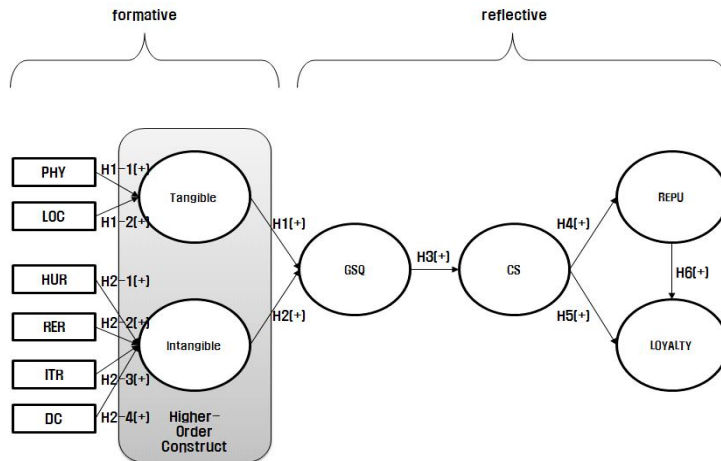 formative
reflective
PHY
H1-1(+)
Tangible
LOC
H1-2(+)
H1(+)
HUR
H2-1(+)
RER
H2-2(+)
Intangible
H2(+)
ITR
H2-3(+)
DC
H2-4(+)
Higher-
Order
Construct
GSQ
H3(+)
CS
H4(+)
REPU
H5(+)
H6(+)
LOYALTY